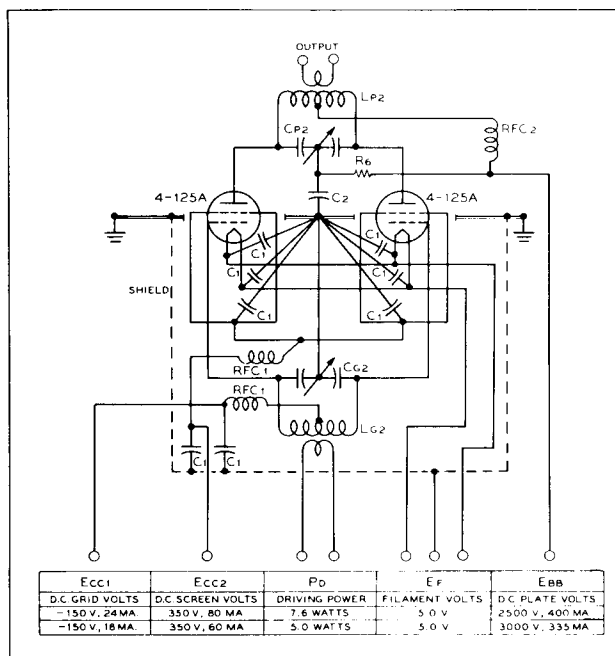 OUTPUT
LP2
CP2
RFC2
R6
4-125A
4-125A
C2
C1
C1
C1
C1
SHIELD
C1
C1
RFC1
CG2
RFC1
LG2
C1
C1
ECC1 ECC2 PD EF EBB
D.C. GRID VOLTS D.C. SCREEN VOLTS DRIVING POWER FILAMENT VOLTS D.C. PLATE VOLTS
-150 V, 24 MA. 350 V, 80 MA 7.6 WATTS 5.0 V 2500 V, 400 MA
-150 V, 18 MA. 350 V, 60 MA 5.0 WATTS 5.0 V 3000 V, 335 MA